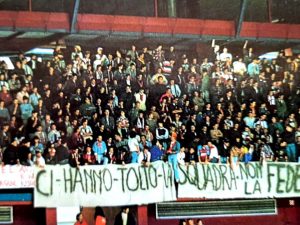 CI-HANNO-TOLTO-LA SQUADRA-NON
LA FEDE